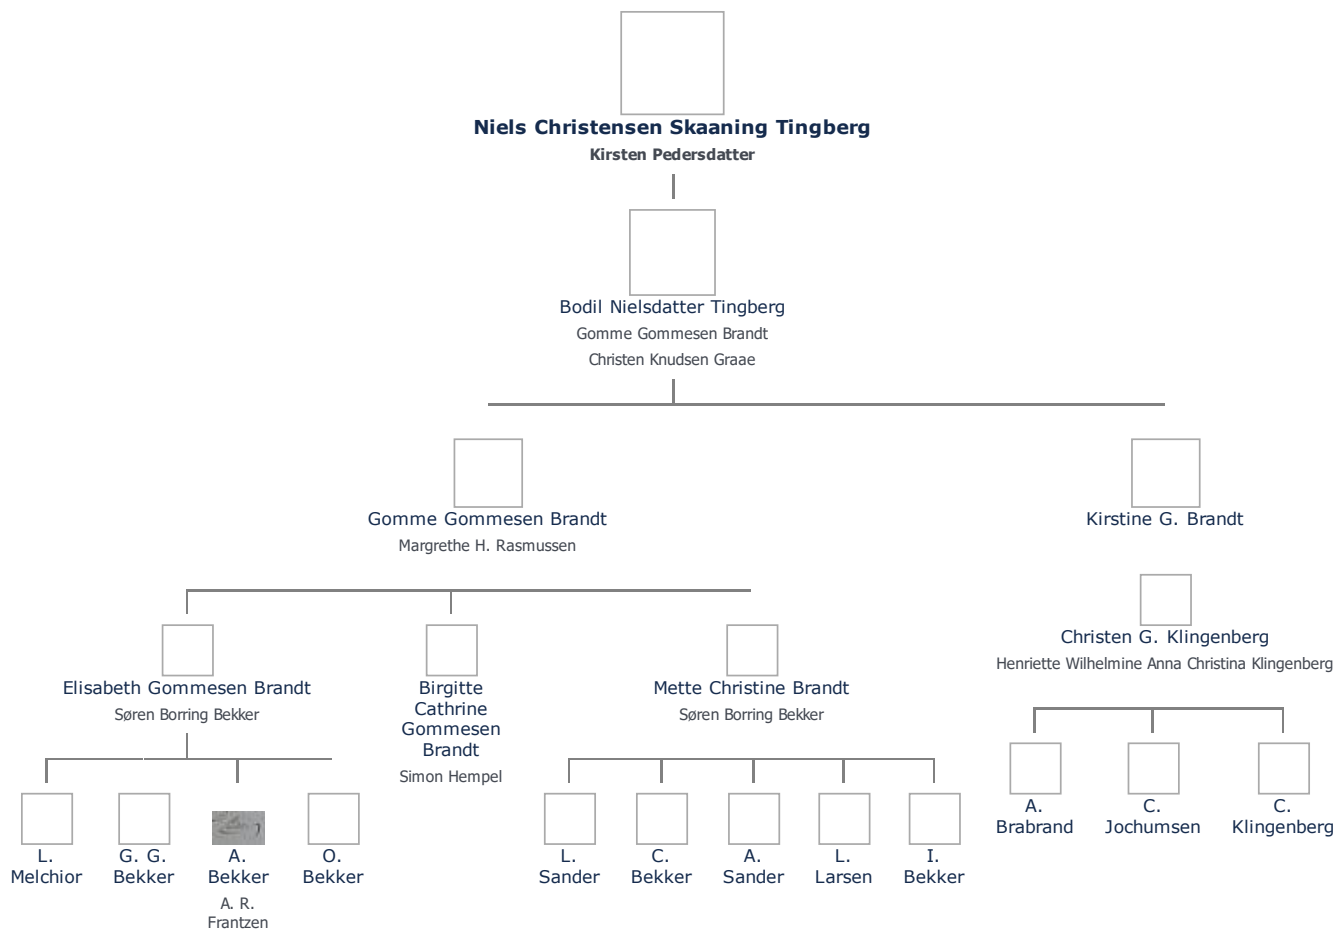 Niels Christensen Skaaning Tingberg
Kirsten Pedersdatter
Bodil Nielsdatter Tingberg
Gomme Gommesen Brandt
Christen Knudsen Graae
Gomme Gommesen Brandt
Margrethe H. Rasmussen
Kirstine G. Brandt
Christen G. Klingenberg
Henriette Wilhelmine Anna Christina Klingenberg
Elisabeth Gommesen Brandt
Søren Borring Bekker
Birgitte
Cathrine
Gommesen
Brandt
Simon Hempel
Mette Christine Brandt
Søren Borring Bekker
L.
Melchior
G. G.
Bekker
A.
Bekker
A. R.
Frantzen
O.
Bekker
L.
Sander
C.
Bekker
A.
Sander
L.
Larsen
I.
Bekker
A.
Brabrand
C.
Jochumsen
C.
Klingenberg